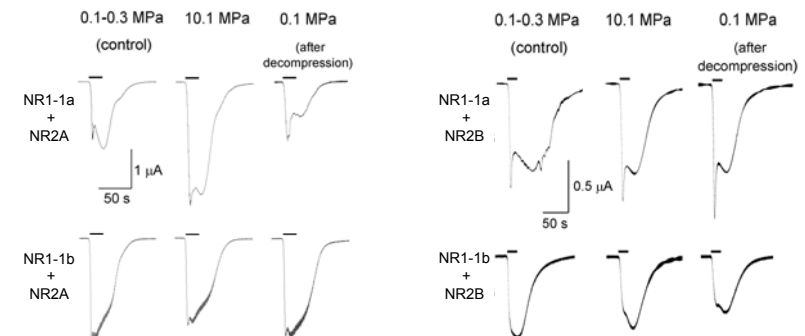 0.1-0.3 MPa 10.1 MPa 0.1 MPa
(control) (after
decompression)
NR1-1a
+
NR2A
1 μA
50 s
NR1-1b
+
NR2A
0.1-0.3 MPa 10.1 MPa 0.1 MPa
(control) (after
decompression)
NR1-1a
+
NR2B
0.5 μA
50 s
NR1-1b
+
NR2B